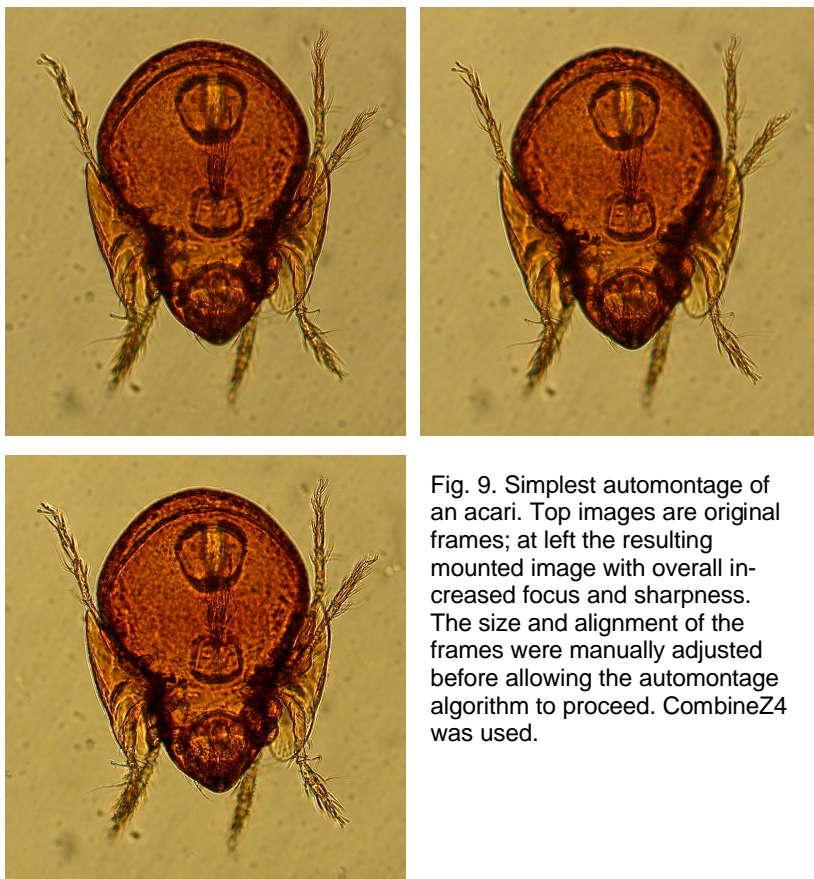 Fig. 9. Simplest automontage of
an acari. Top images are original
frames; at left the resulting
mounted image with overall in-
creased focus and sharpness.
The size and alignment of the
frames were manually adjusted
before allowing the automontage
algorithm to proceed. CombineZ4
was used.